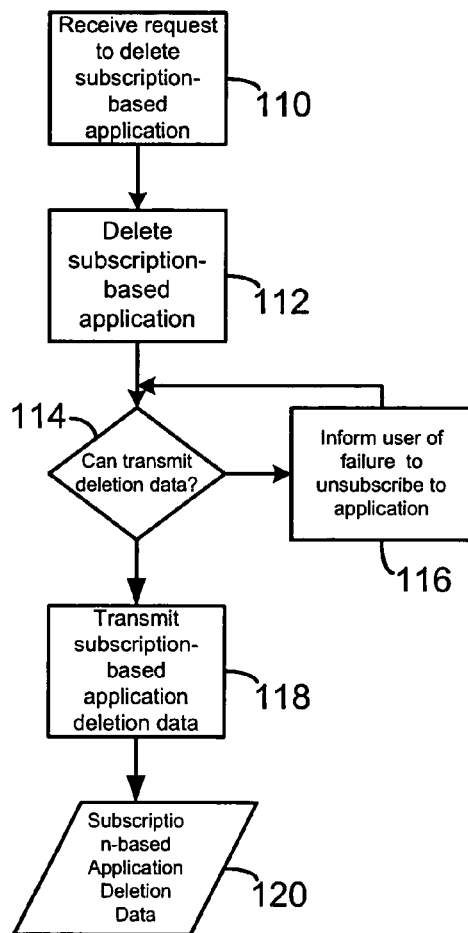 Receive request
to delete
subscription-
based
application
110
Delete
subscription-
based
application
112
114
Can transmit
deletion data?
Inform user of
failure to
unsubscribe to
application
116
Transmit
subscription-
based
application
deletion data
118
Subscriptio
n-based
Application
Deletion
Data
120